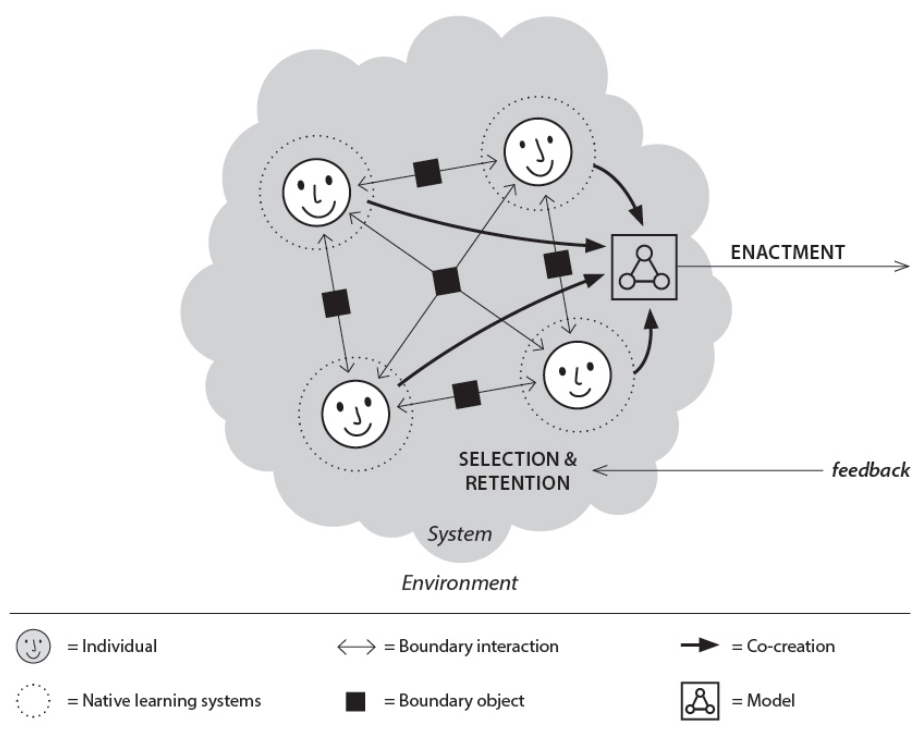 ENACTMENT
SELECTION &
RETENTION
feedback
System
Environment
= Individual
= Boundary interaction
= Co-creation
= Native learning systems
= Boundary object
= Model